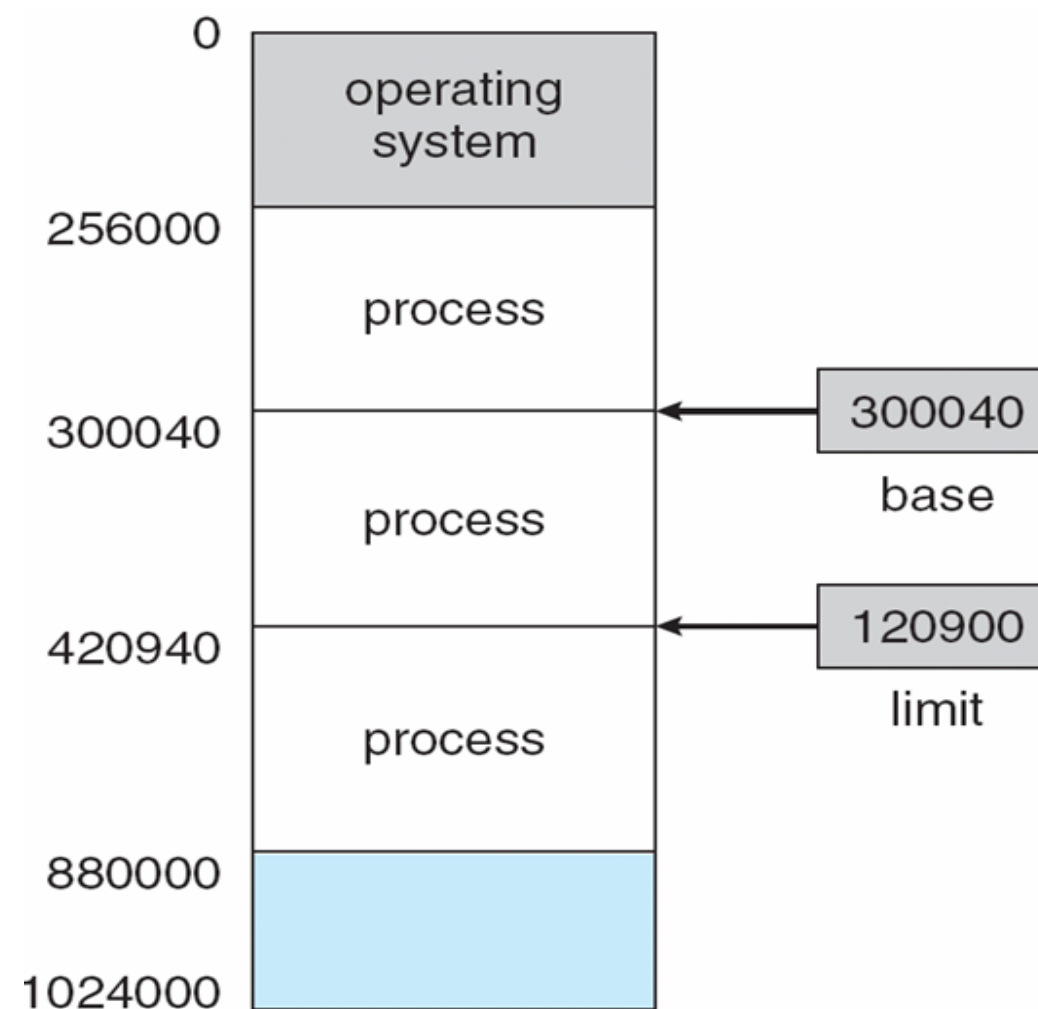 0
operating
system
256000
process
300040
300040
base
process
420940
120900
limit
process
880000
1024000